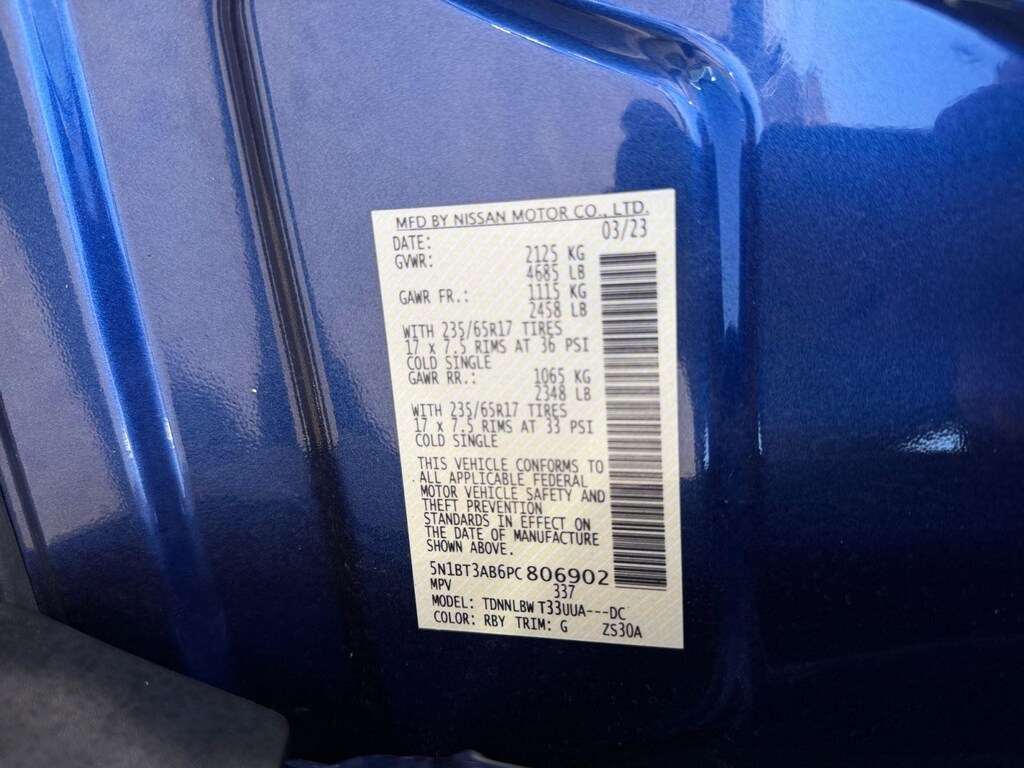 MFD BY NISSAN MOTOR CO., LTD.
DATE: 03/23
GVWR: 2125 KG
4685 LB
GAWR FR.: 1115 KG
2458 LB
WITH 235/65R17 TIRES
17 x 7.5 RIMS AT 36 PSI
COLD SINGLE
GAWR RR.: 1065 KG
2348 LB
WITH 235/65R17 TIRES
17 x 7.5 RIMS AT 33 PSI
COLD SINGLE
THIS VEHICLE CONFORMS TO
ALL APPLICABLE FEDERAL
MOTOR VEHICLE SAFETY AND
THEFT PREVENTION
STANDARDS IN EFFECT ON
THE DATE OF MANUFACTURE
SHOWN ABOVE.
5N1BT3AB6PC806902
MPV 337
MODEL: TDNNLBW T33UUA---DC
COLOR: RBY TRIM: G ZS30A